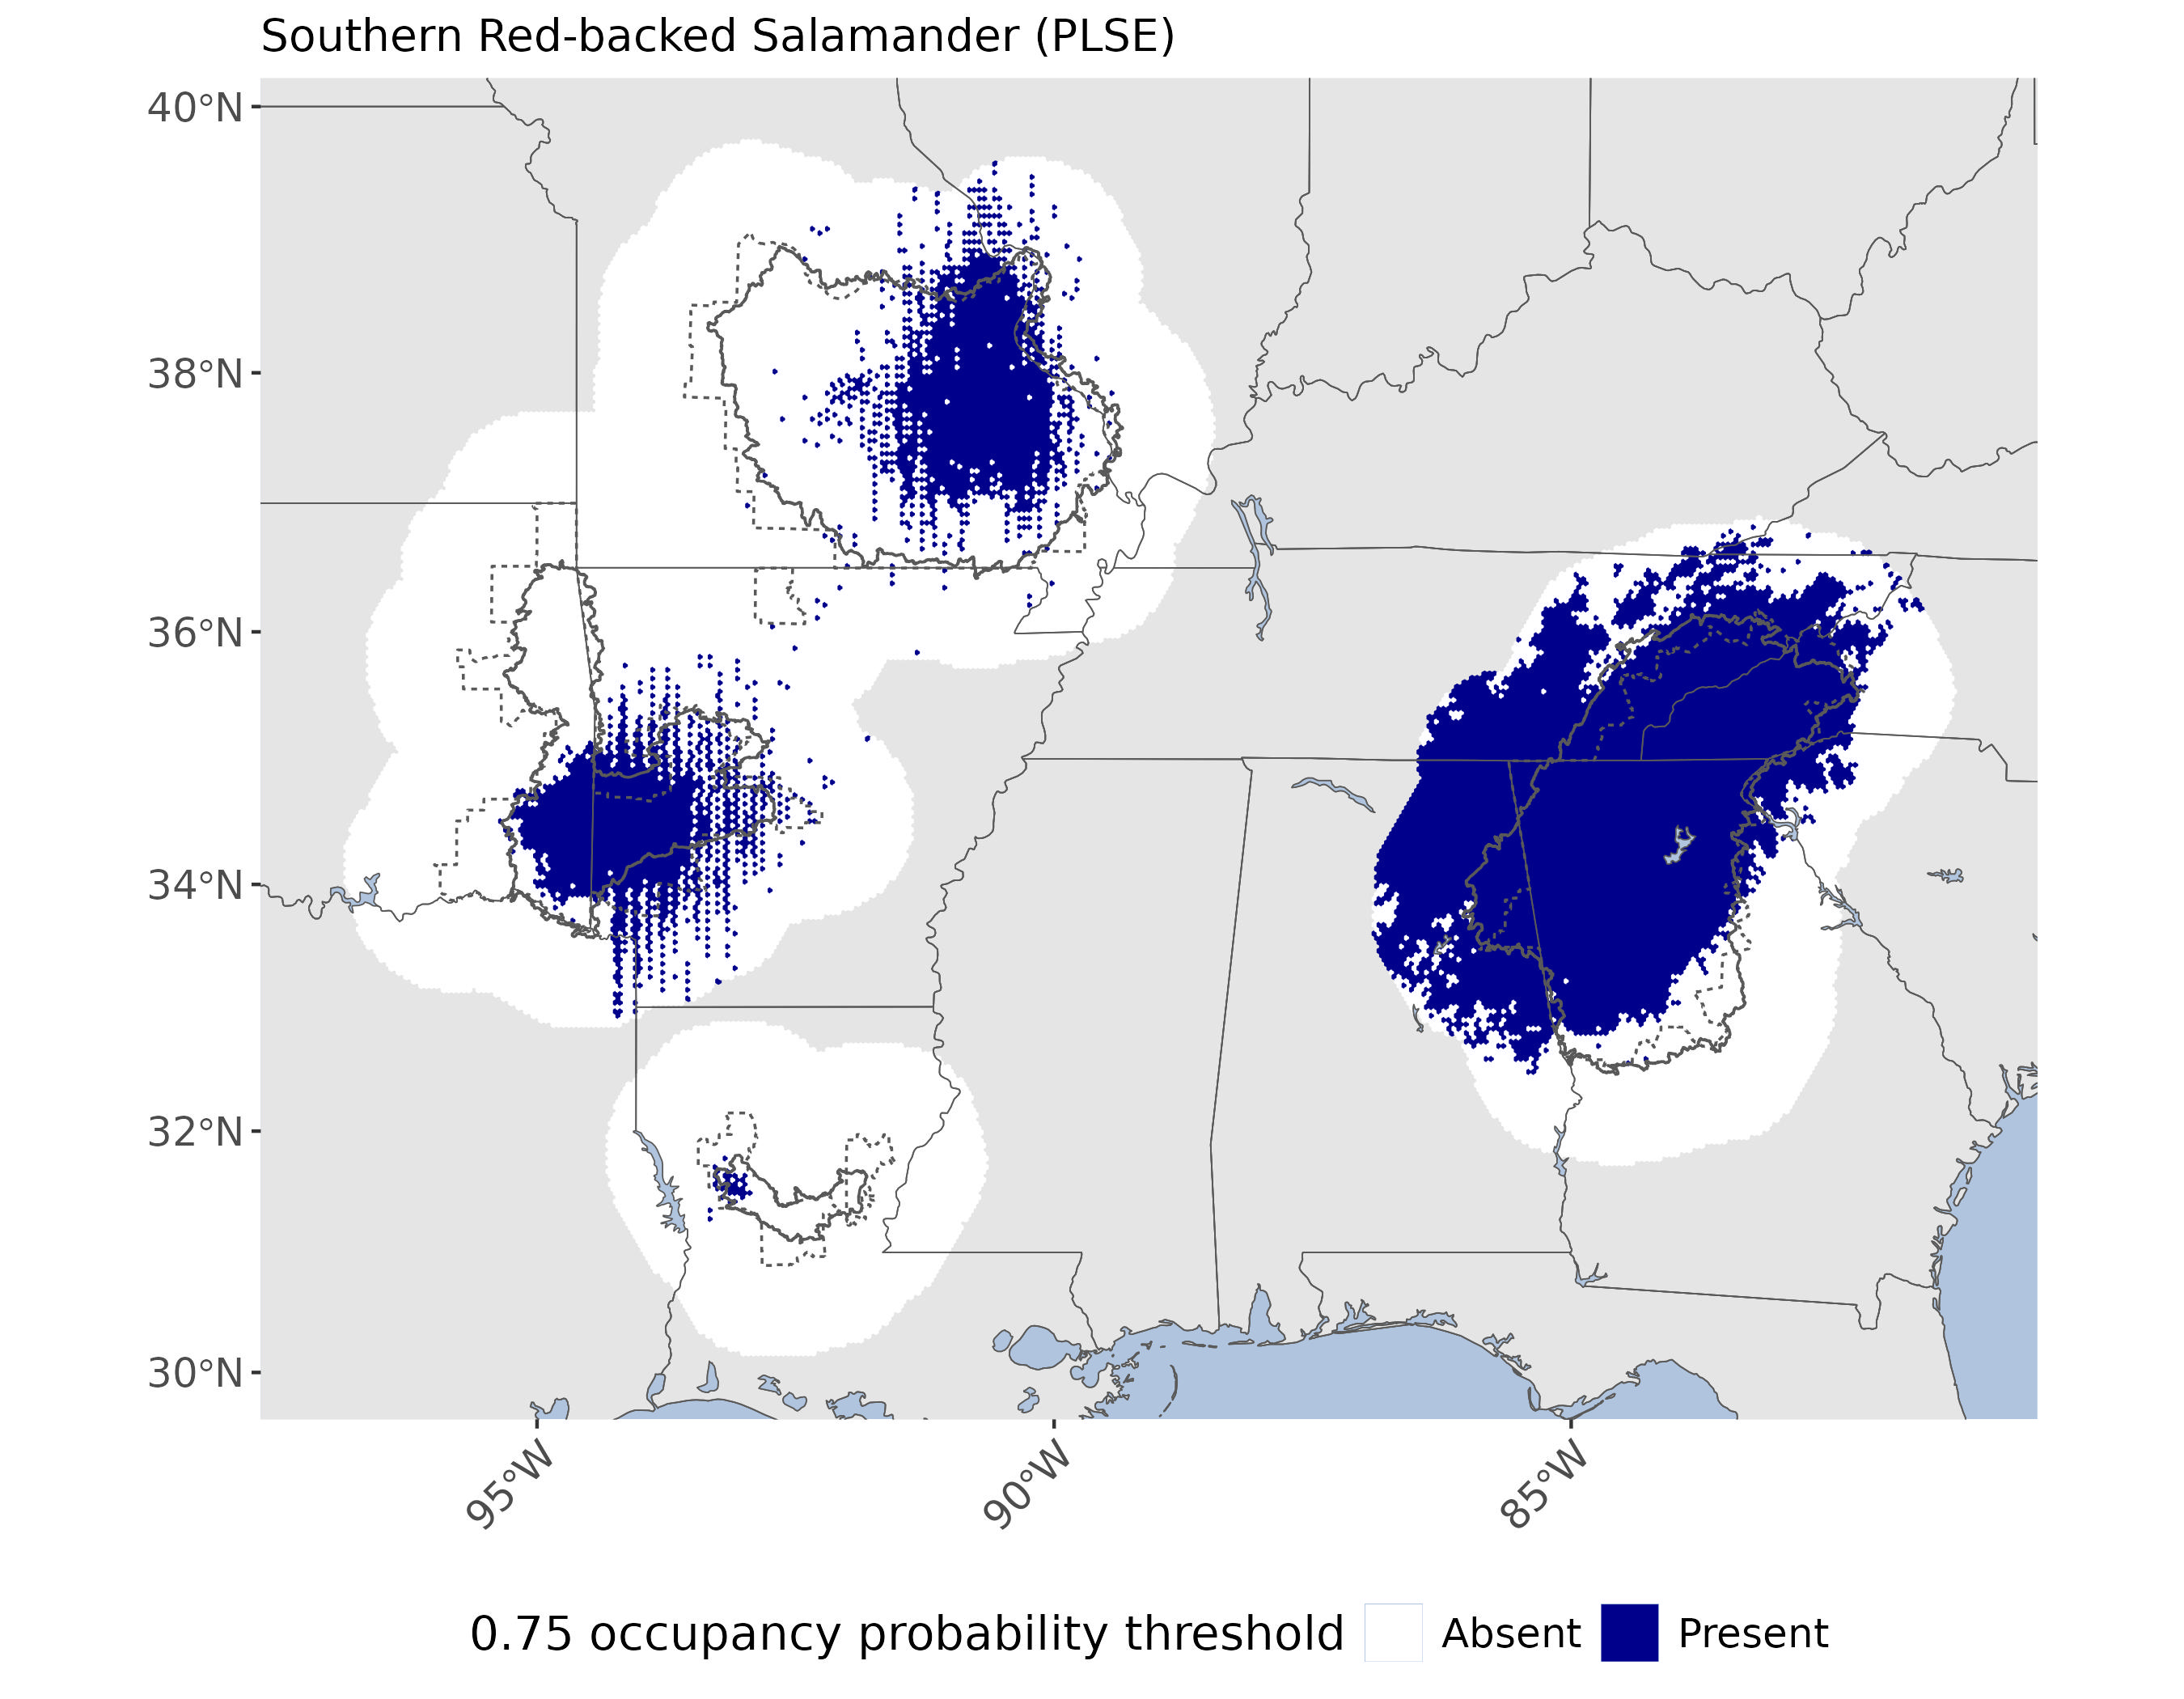 Southern Red-backed Salamander (PLSE)
40°N
38°N
36°N
34°N
32°N
30°N
95°W
90°W
85°W
0.75 occupancy probability threshold Absent Present